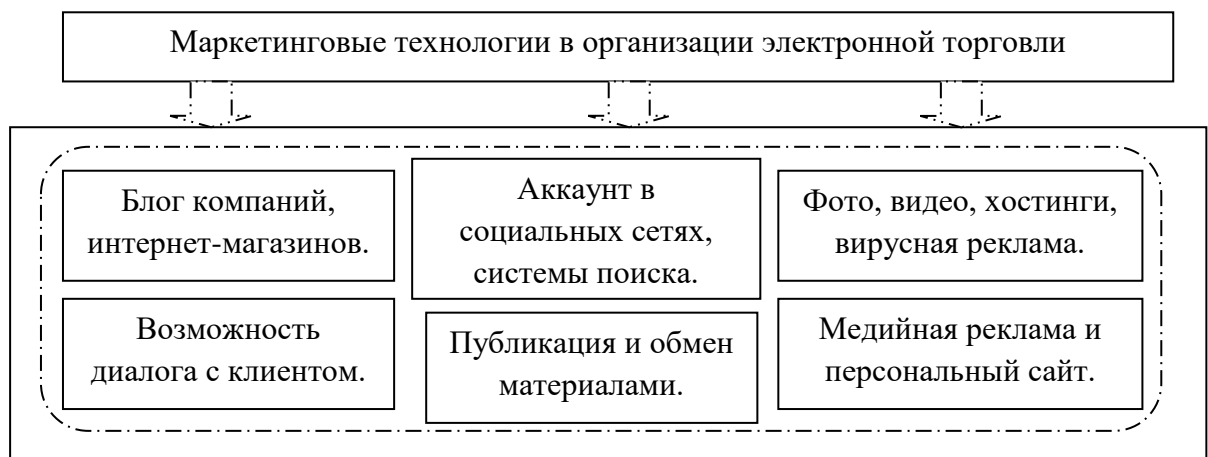 Маркетинговые технологии в организации электронной торговли
Блог компаний,
интернет-магазинов.
Аккаунт в
социальных сетях,
системы поиска.
Фото, видео, хостинги,
вирусная реклама.
Возможность
диалога с клиентом.
Публикация и обмен
материалами.
Медийная реклама и
персональный сайт.